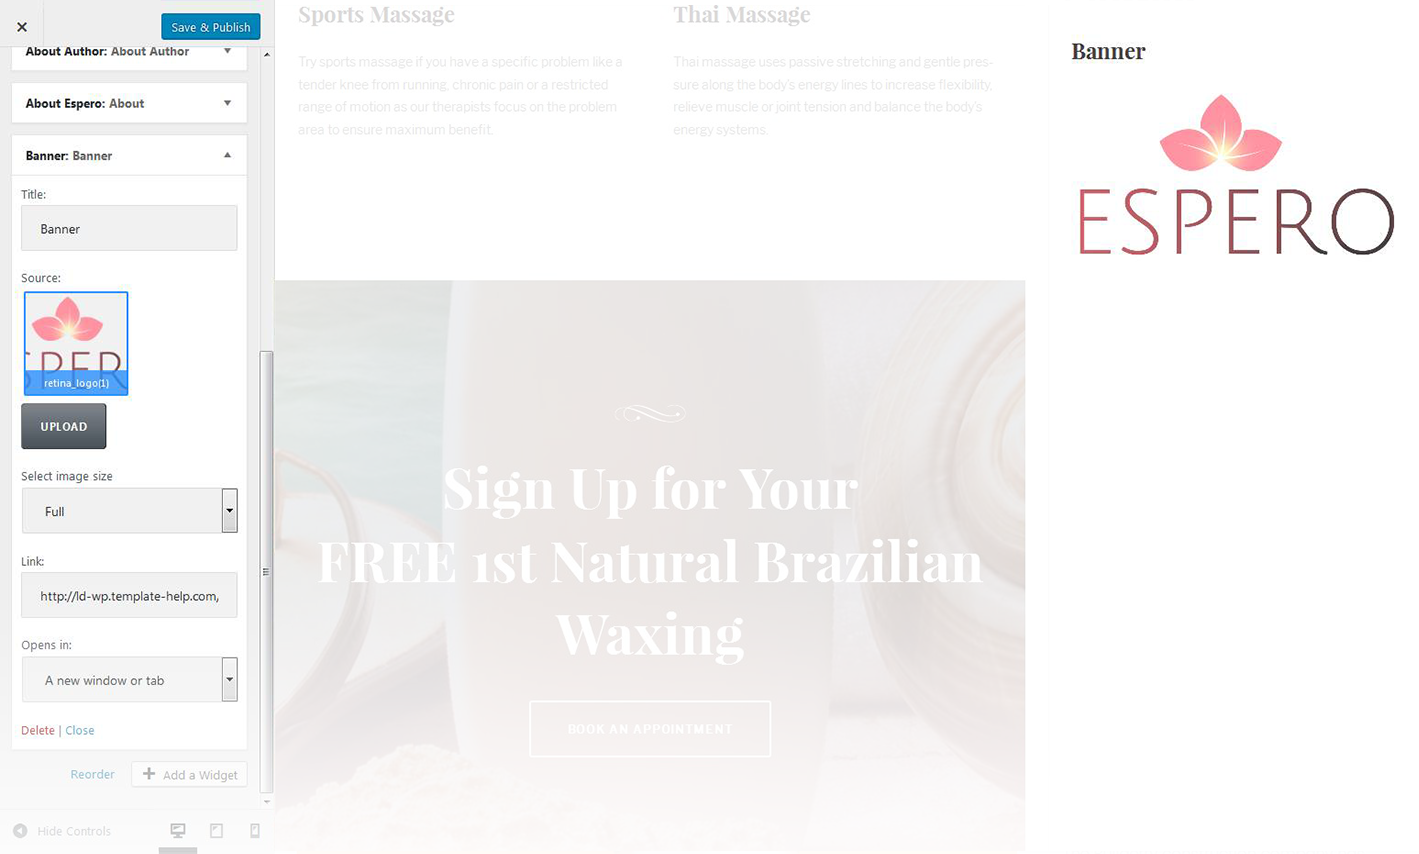 Save & Publish
About Author: About Author
About Espero: About
Banner: Banner
Title:
Banner
Source:
SPER
retina_logo(1)
UPLOAD
Select image size
Full
Link:
http://ld-wp.template-help.com,
Opens in:
A new window or tab
Delete | Close
Reorder
Add a Widget
Hide Controls
Sports Massage
Try sports massage if you have a specific problem like a
tender knee from running, chronic pain or a restricted
range of motion as our therapists focus on the problem
area to ensure maximum benefit.
Thai Massage
Thai massage uses passive stretching and gentle pres-
sure along the body's energy lines to increase flexibility,
relieve muscle or joint tension and balance the body's
energy systems.
Sign Up for Your
FREE 1st Natural Brazilian
Waxing
BOOK AN APPOINTMENT
Banner
ESPERO